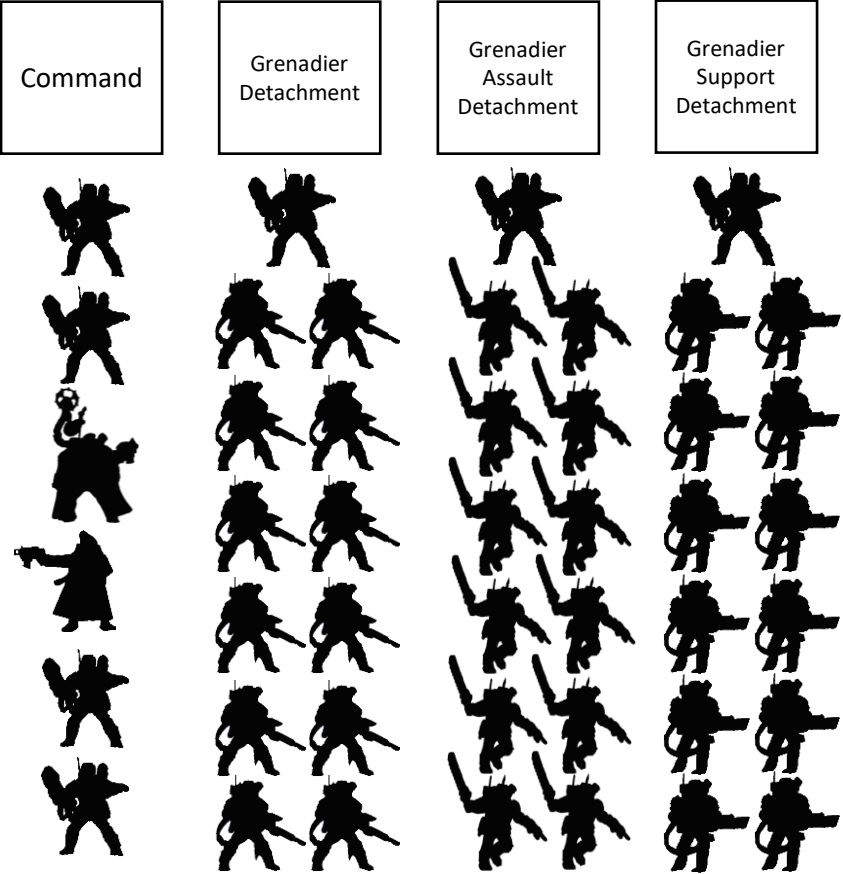 Command
Grenadier
Detachment
Grenadier
Assault
Detachment
Grenadier
Support
Detachment